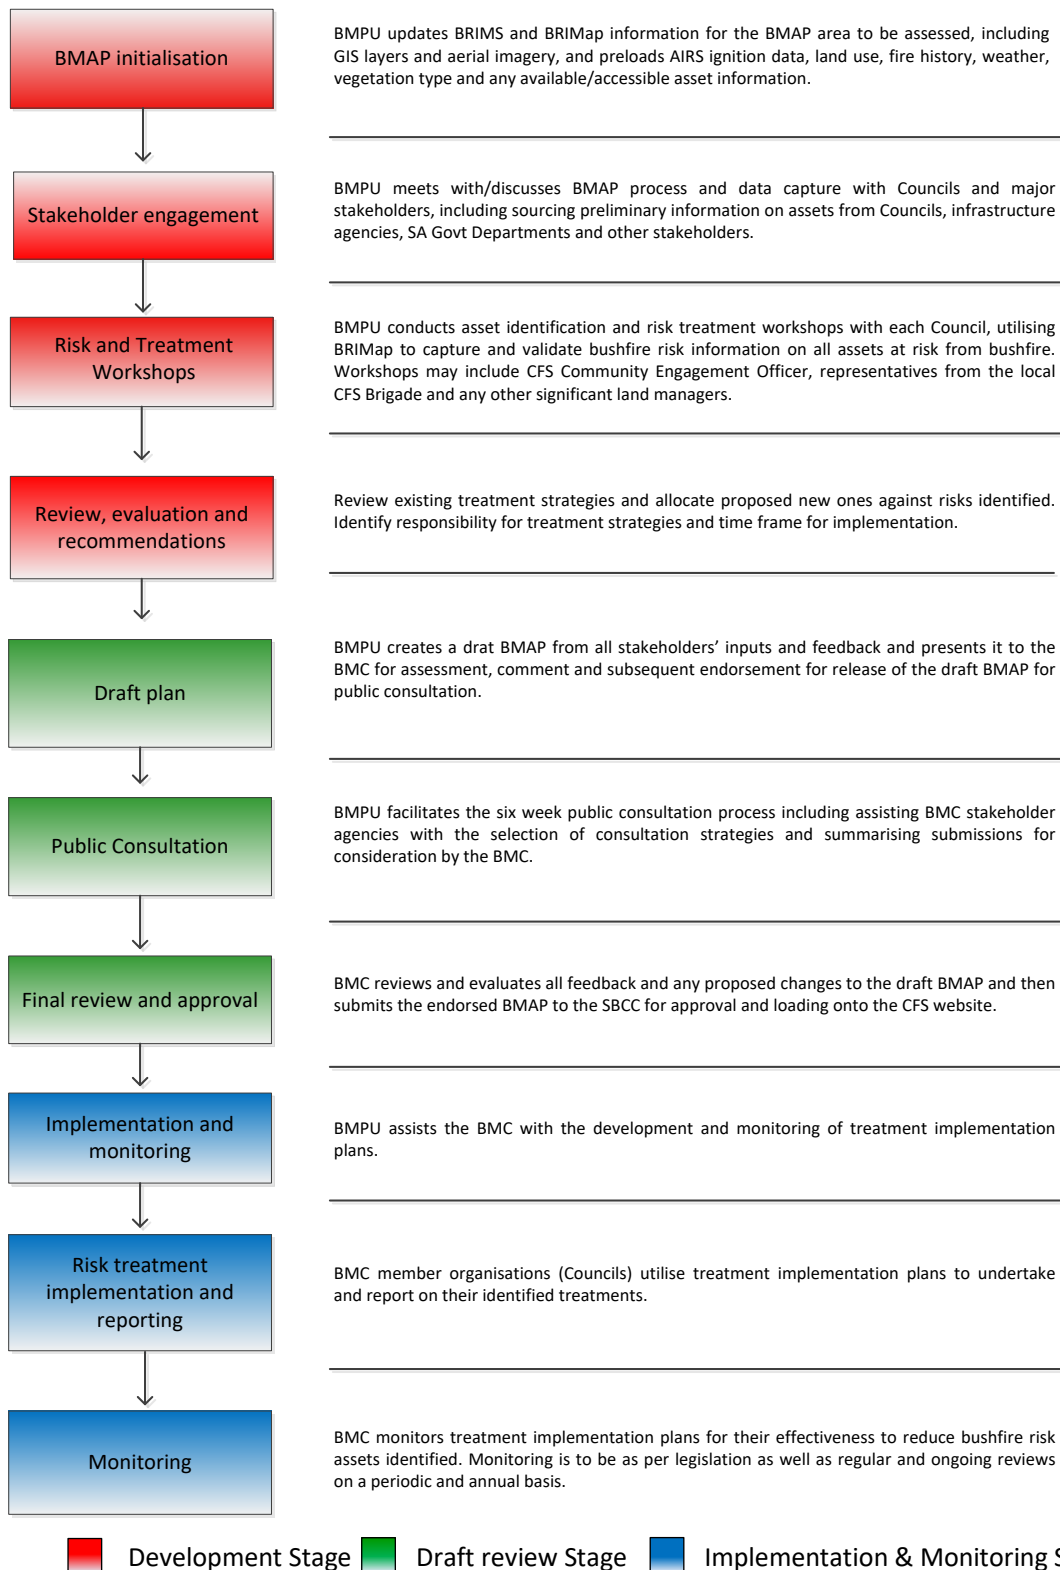 BMAP initialisation
BMPU updates BRIMS and BRIMap information for the BMAP area to be assessed, including
GIS layers and aerial imagery, and preloads AIRS ignition data, land use, fire history, weather,
vegetation type and any available/accessible asset information.
Stakeholder engagement
BMPU meets with/discusses BMAP process and data capture with Councils and major
stakeholders, including sourcing preliminary information on assets from Councils, infrastructure
agencies, SA Govt Departments and other stakeholders.
Risk and Treatment
Workshops
BMPU conducts asset identification and risk treatment workshops with each Council, utilising
BRIMap to capture and validate bushfire risk information on all assets at risk from bushfire.
Workshops may include CFS Community Engagement Officer, representatives from the local
CFS Brigade and any other significant land managers.
Review, evaluation and
recommendations
Review existing treatment strategies and allocate proposed new ones against risks identified.
Identify responsibility for treatment strategies and time frame for implementation.
Draft plan
BMPU creates a drat BMAP from all stakeholders’ inputs and feedback and presents it to the
BMC for assessment, comment and subsequent endorsement for release of the draft BMAP for
public consultation.
Public Consultation
BMPU facilitates the six week public consultation process including assisting BMC stakeholder
agencies with the selection of consultation strategies and summarising submissions for
consideration by the BMC.
Final review and approval
BMC reviews and evaluates all feedback and any proposed changes to the draft BMAP and then
submits the endorsed BMAP to the SBCC for approval and loading onto the CFS website.
Implementation and
monitoring
BMPU assists the BMC with the development and monitoring of treatment implementation
plans.
Risk treatment
implementation and
reporting
BMC member organisations (Councils) utilise treatment implementation plans to undertake
and report on their identified treatments.
Monitoring
BMC monitors treatment implementation plans for their effectiveness to reduce bushfire risk
assets identified. Monitoring is to be as per legislation as well as regular and ongoing reviews
on a periodic and annual basis.
Development Stage Draft review Stage Implementation & Monitoring S